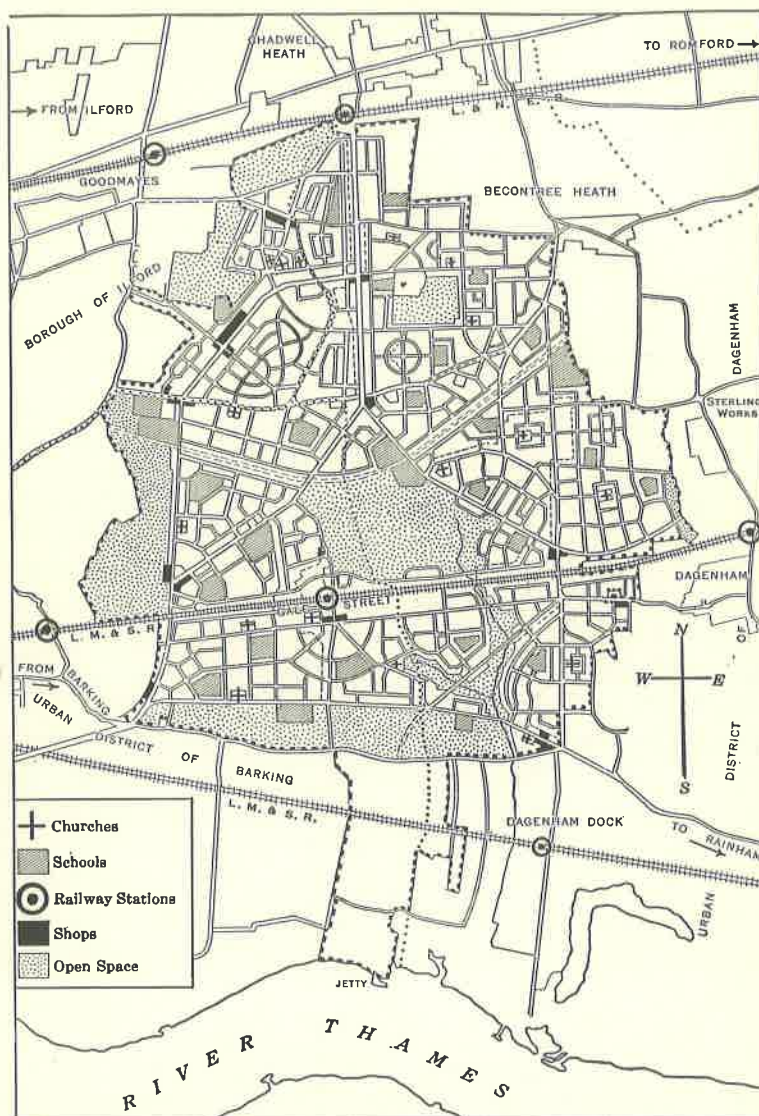 CHADWELL
HEATH
TO ROMFORD
FROM ILFORD
L. & N. E. R.
GOODMAYES
BECONTREE HEATH
BOROUGH OF ILFORD
DAGENHAM
STERLING
WORKS
DAGENHAM
GALE STREET
L. M. & S. R.
N
W E
S
FROM
BARKING
URBAN
DISTRICT OF BARKING
DISTRICT
OF
L. M. & S. R.
DAGENHAM DOCK
TO RAINHAM
URBAN
Churches
Schools
Railway Stations
Shops
Open Space
JETTY
RIVER THAMES